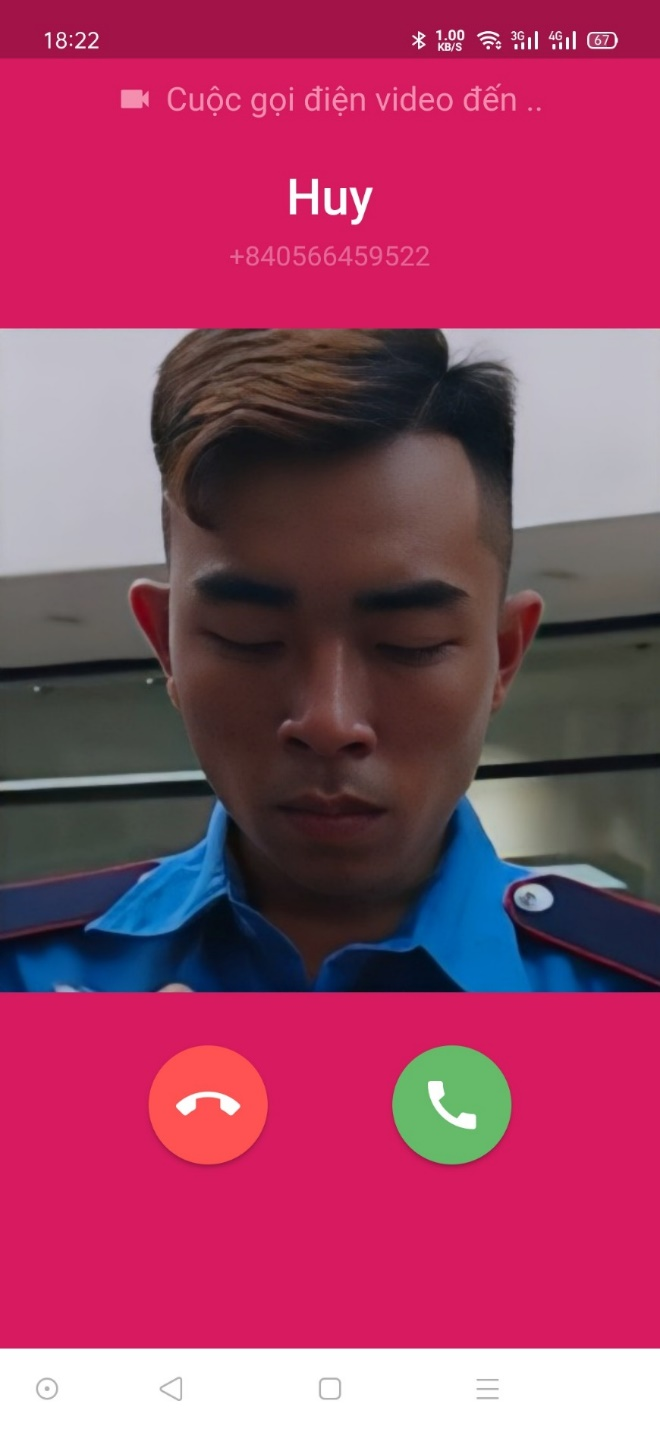 18:22
1.00
KB/S
3G
4G
67
Cuộc gọi điện video đến ..
Huy
+840566459522